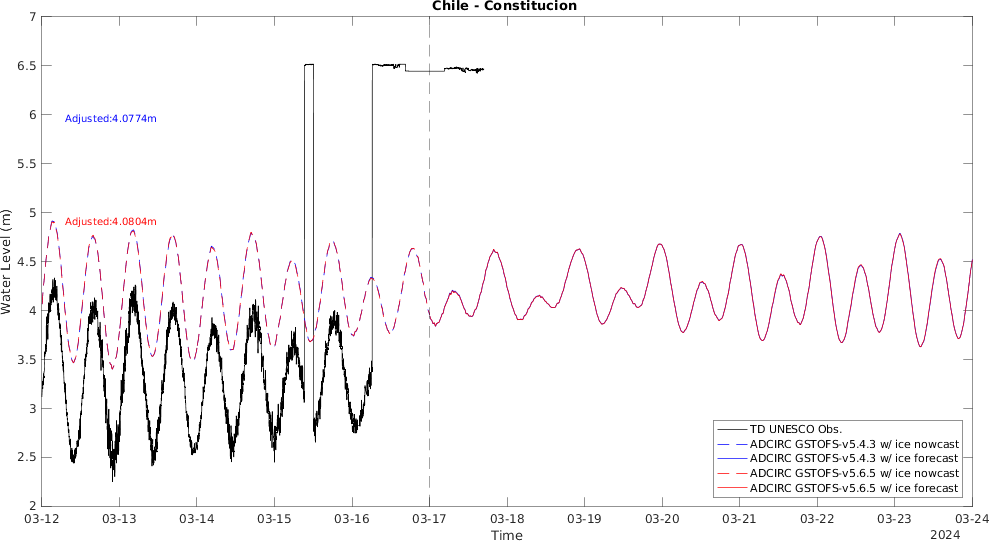 Chile - Constitucion
Water Level (m)
7
6.5
6
5.5
5
4.5
4
3.5
3
2.5
2
Adjusted:4.0774m
Adjusted:4.0804m
TD UNESCO Obs.
ADCIRC GSTOFS-v5.4.3 w/ ice nowcast
ADCIRC GSTOFS-v5.4.3 w/ ice forecast
ADCIRC GSTOFS-v5.6.5 w/ ice nowcast
ADCIRC GSTOFS-v5.6.5 w/ ice forecast
03-12 03-13 03-14 03-15 03-16 03-17 03-18 03-19 03-20 03-21 03-22 03-23 03-24
Time
2024